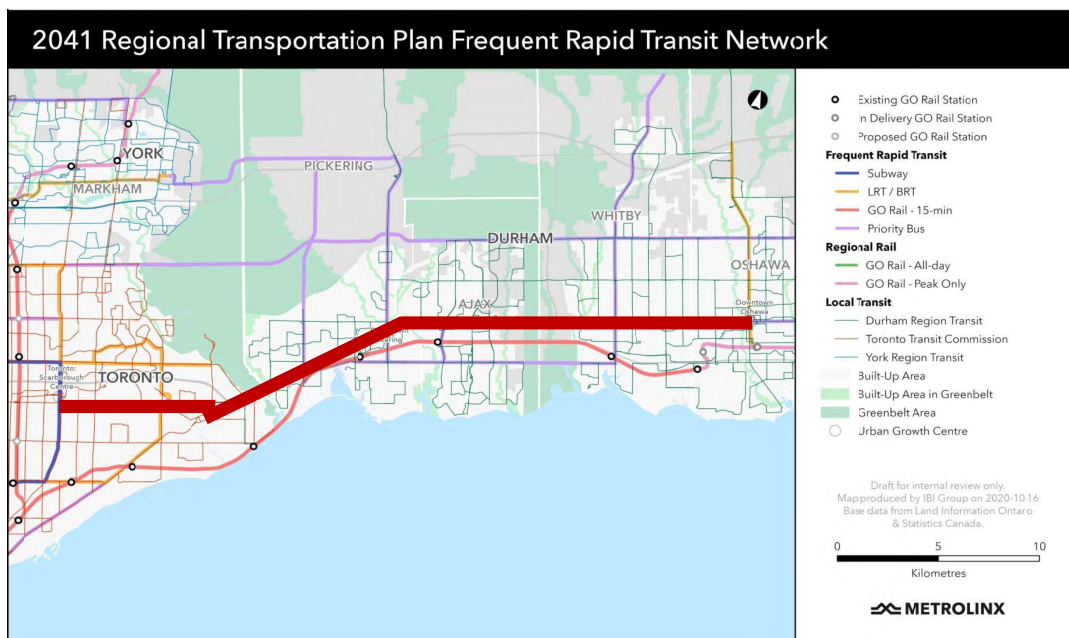 2041 Regional Transportation Plan Frequent Rapid Transit Network
YORK
MARKHAM
PICKERING
WHITBY
DURHAM
OSHAWA
AJAX
Downtown
Oshawa
Toronto:
Scarborough
Centre
TORONTO
Existing GO Rail Station
In Delivery GO Rail Station
Proposed GO Rail Station
Frequent Rapid Transit
Subway
LRT / BRT
GO Rail - 15-min
Priority Bus
Regional Rail
GO Rail - All-day
GO Rail - Peak Only
Local Transit
Durham Region Transit
Toronto Transit Commission
York Region Transit
Built-Up Area
Built-Up Area in Greenbelt
Greenbelt Area
Urban Growth Centre
Draft for internal review only.
Map produced by IBI Group on 2020-10-16
Base data from Land Information Ontaro
& Statistics Canada.
0 5 10
Kilometres
METROLINX